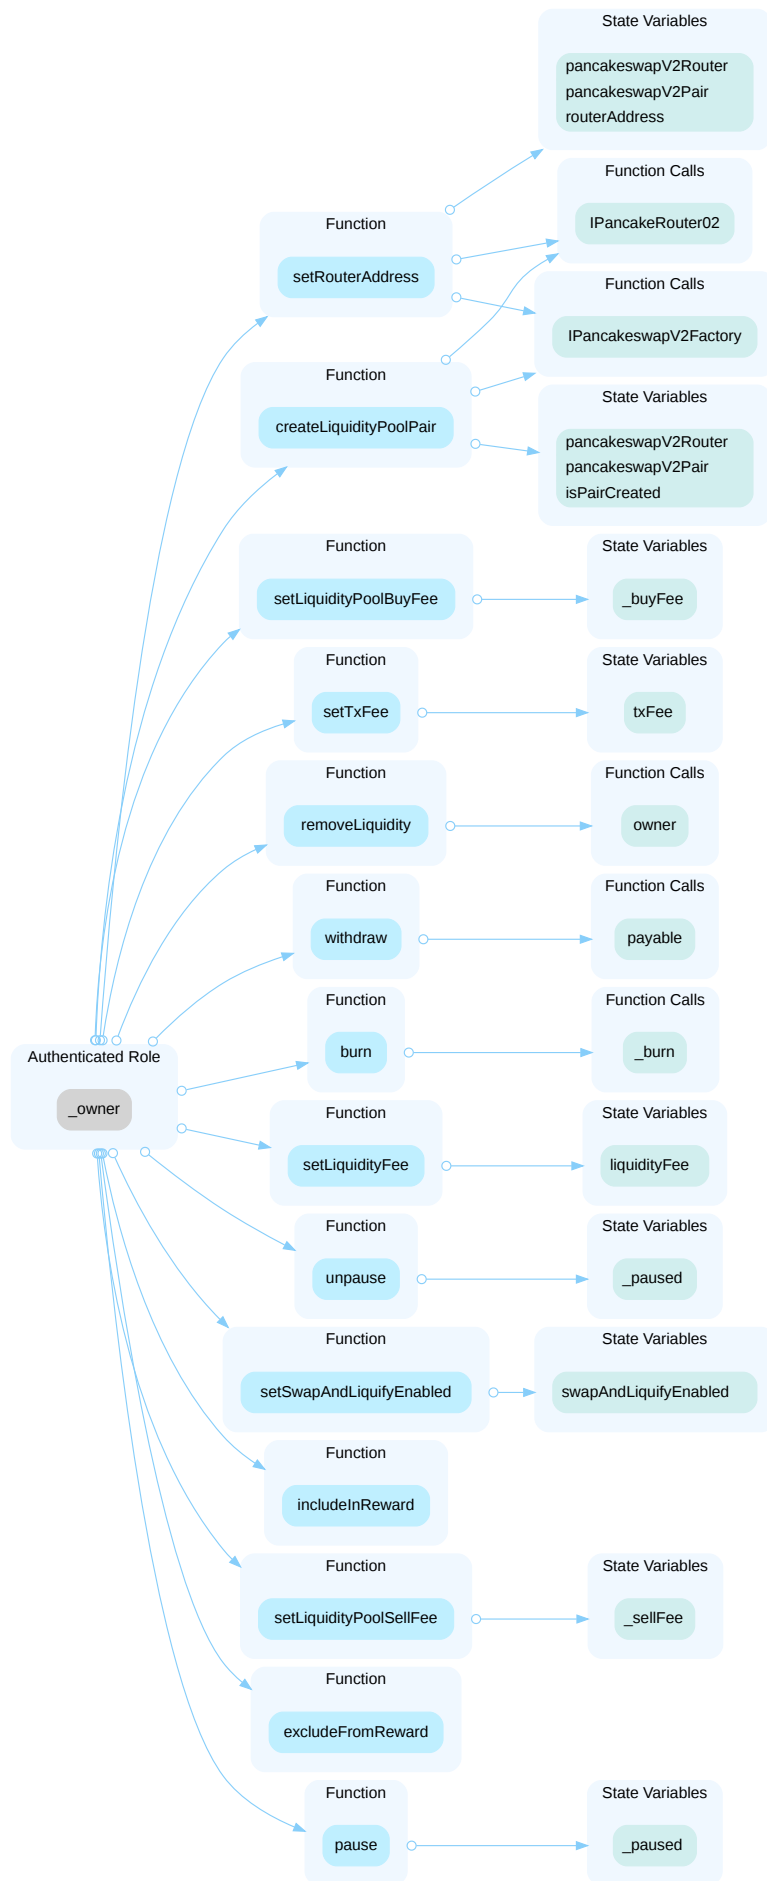 State Variables
pancakeswapV2Router
pancakeswapV2Pair
routerAddress
Function Calls
IPancakeRouter02
Function
setRouterAddress
Function Calls
IPancakeswapV2Factory
Function
createLiquidityPoolPair
State Variables
pancakeswapV2Router
pancakeswapV2Pair
isPairCreated
Function
setLiquidityPoolBuyFee
State Variables
_buyFee
Function
setTxFee
State Variables
txFee
Function
removeLiquidity
Function Calls
owner
Function
withdraw
Function Calls
payable
Function
burn
Function Calls
_burn
Authenticated Role
_owner
Function
setLiquidityFee
State Variables
liquidityFee
Function
unpause
State Variables
_paused
Function
setSwapAndLiquifyEnabled
State Variables
swapAndLiquifyEnabled
Function
includeInReward
Function
setLiquidityPoolSellFee
State Variables
_sellFee
Function
excludeFromReward
Function
pause
State Variables
_paused